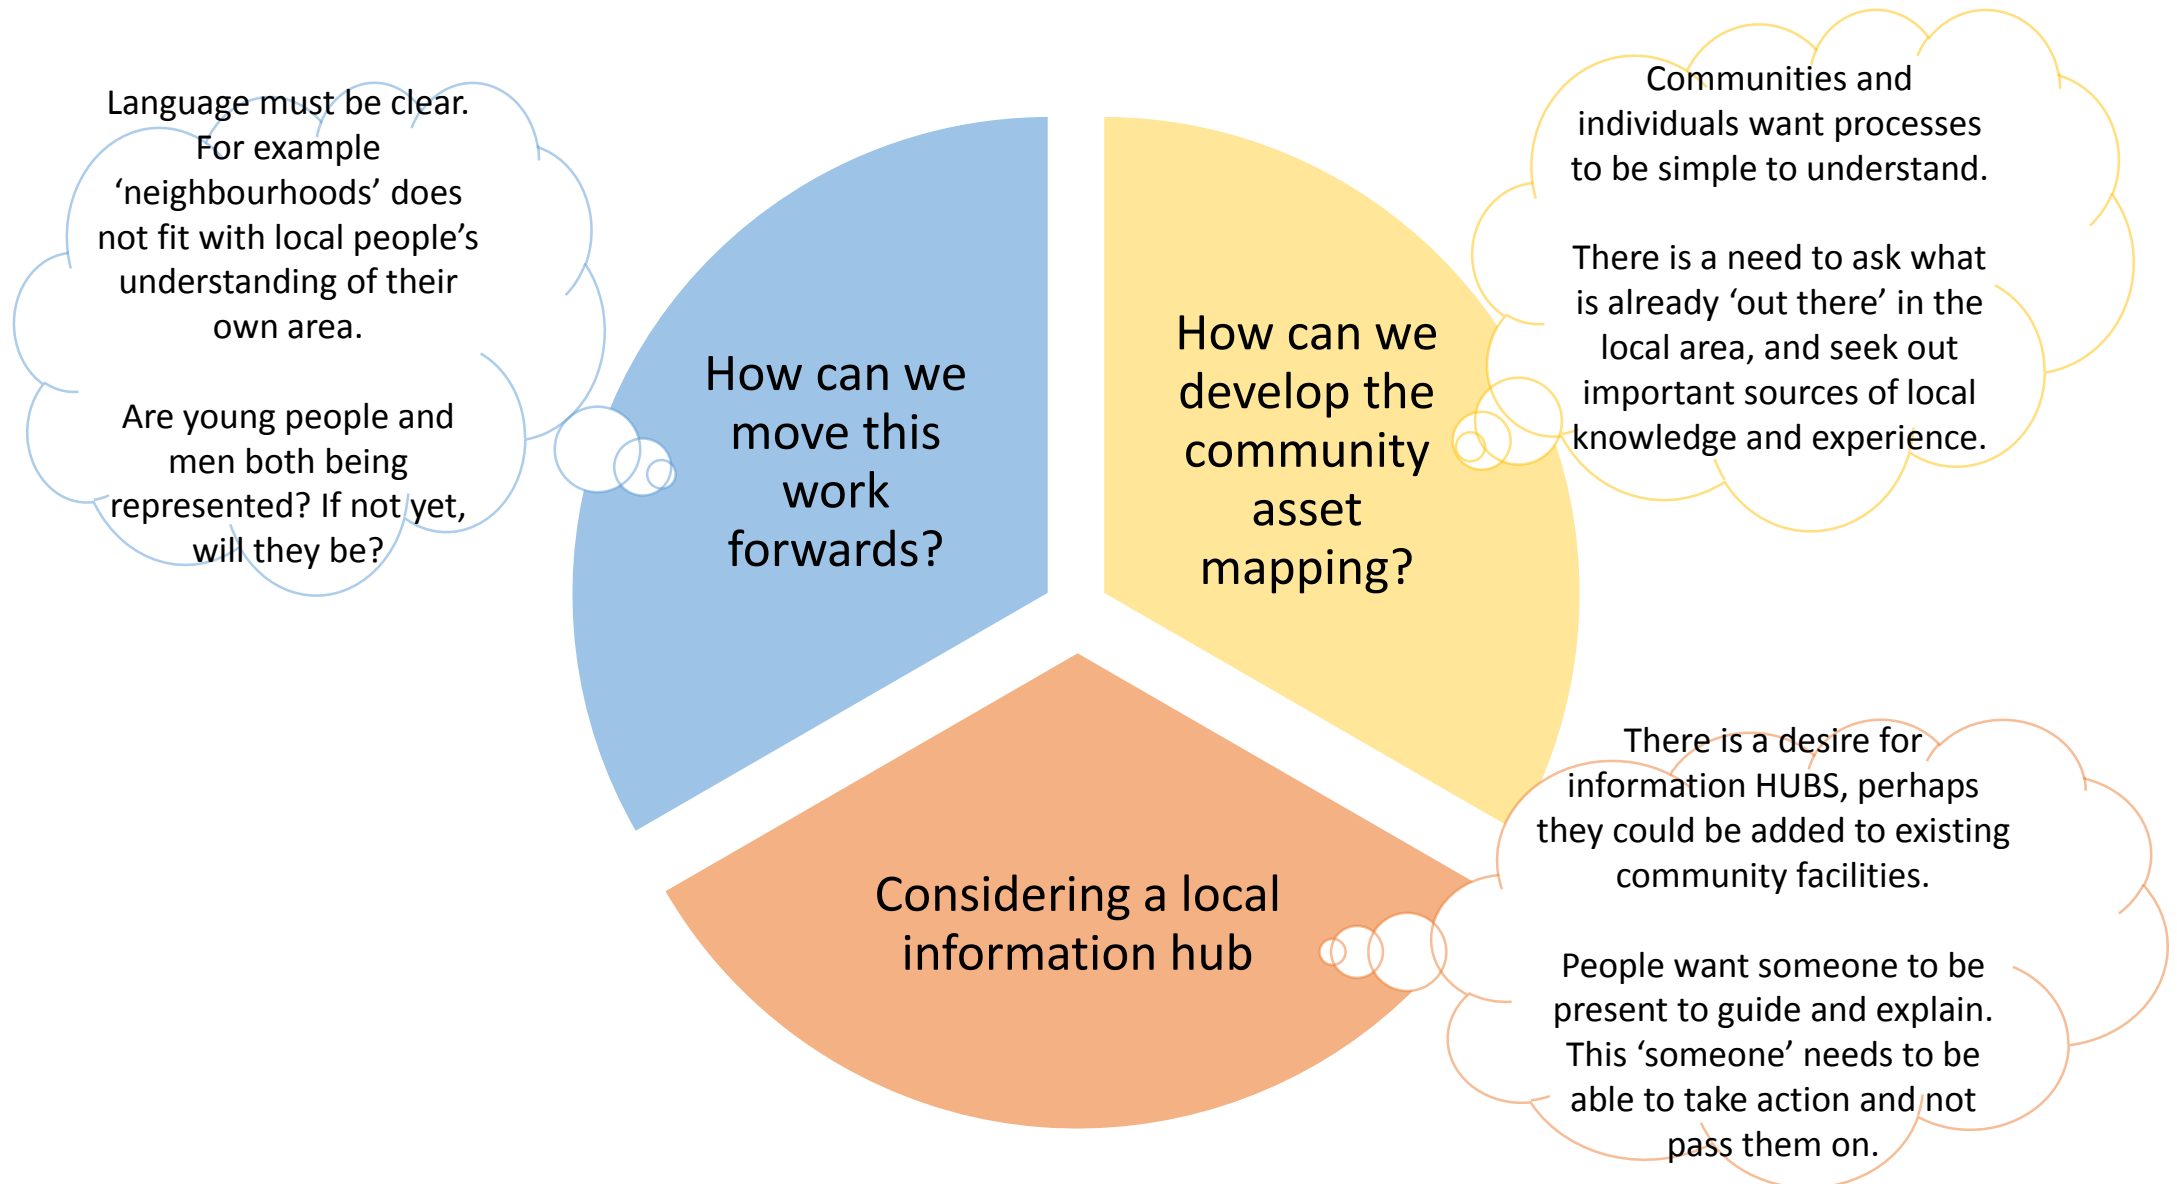 Language must be clear.
For example
‘neighbourhoods’ does
not fit with local people’s
understanding of their
own area.
Are young people and
men both being
represented? If not yet,
will they be?
How can we
move this
work
forwards?
How can we
develop the
community
asset
mapping?
Communities and
individuals want processes
to be simple to understand.
There is a need to ask what
is already ‘out there’ in the
local area, and seek out
important sources of local
knowledge and experience.
Considering a local
information hub
There is a desire for
information HUBS, perhaps
they could be added to existing
community facilities.
People want someone to be
present to guide and explain.
This ‘someone’ needs to be
able to take action and not
pass them on.